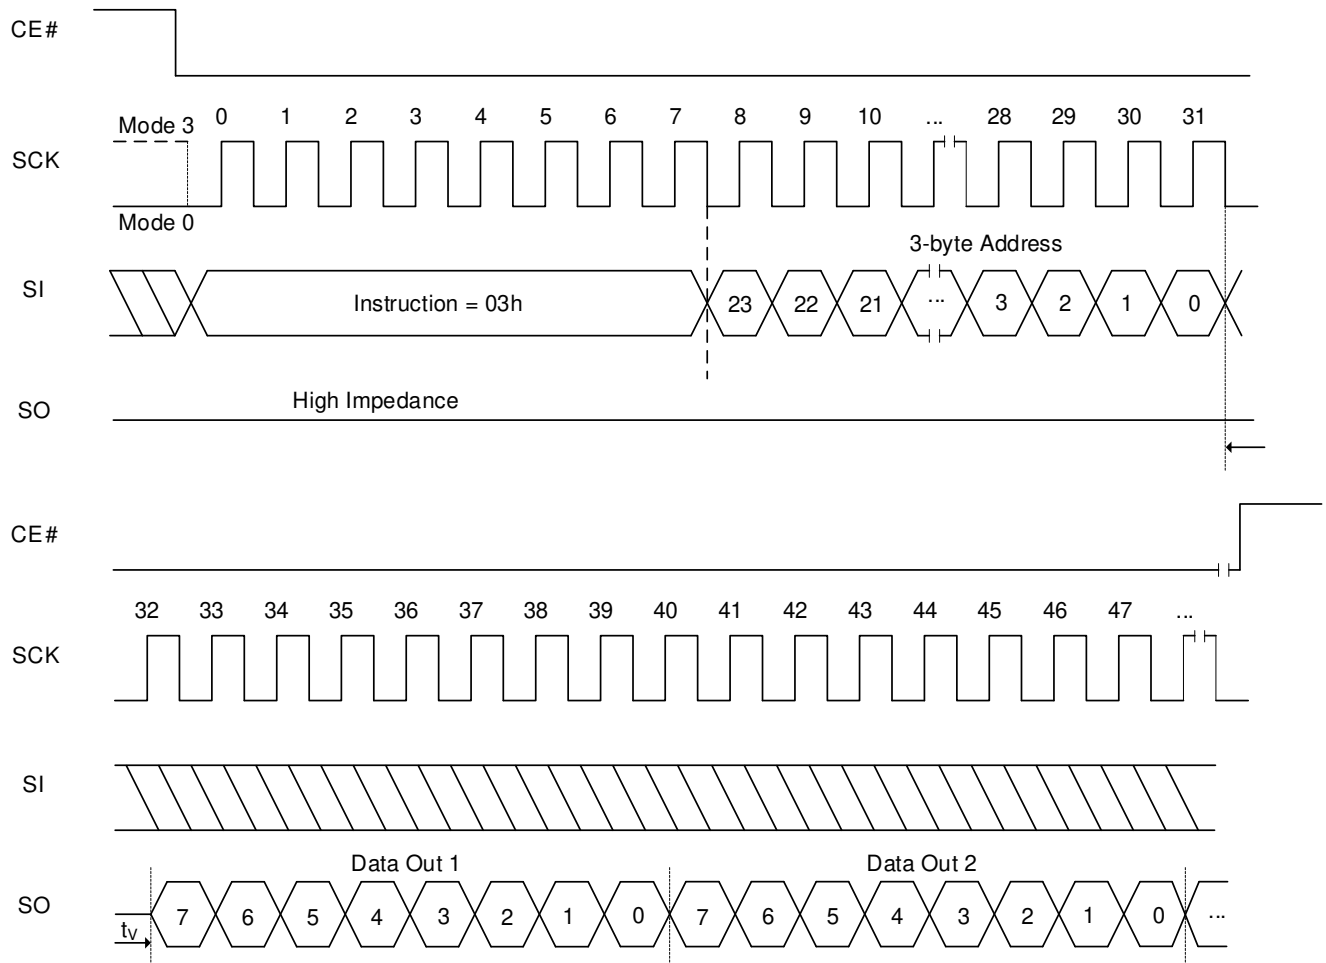 CE#
0 1 2 3 4 5 6 7 8 9 10 ... 28 29 30 31
Mode 3
SCK
Mode 0
3-byte Address
SI
Instruction = 03h 23 22 21 ... 3 2 1 0
High Impedance
SO
CE#
32 33 34 35 36 37 38 39 40 41 42 43 44 45 46 47 ...
SCK
SI
Data Out 1 Data Out 2
SO
7 6 5 4 3 2 1 0 7 6 5 4 3 2 1 0 ...
tV